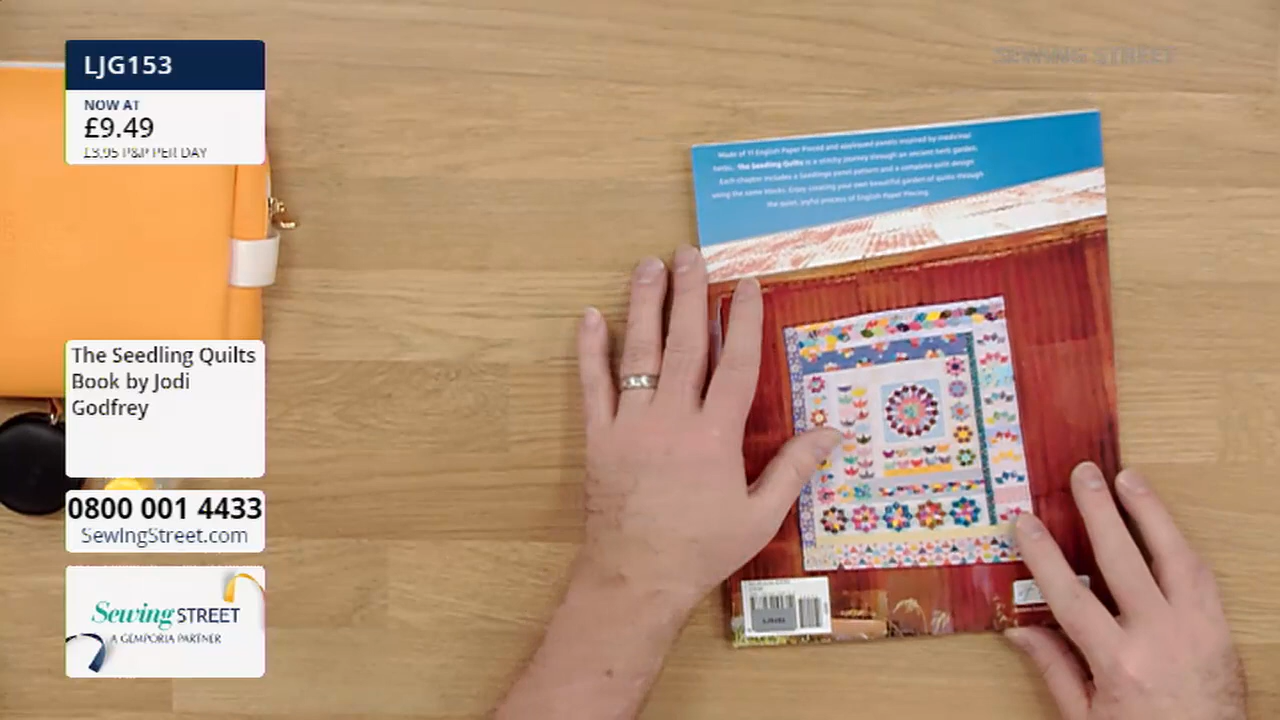 LJG153
NOW AT
£9.49
£3.95 P&P PER DAY
The Seedling Quilts
Book by Jodi
Godfrey
0800 001 4433
SewingStreet.com
Sewing STREET
A GEMPORIA PARTNER
SEWING STREET
Made of 11 English Paper Pieced and appliqued panels inspired by medicinal
herbs, The Seedling Quilts is a stitchy journey through an ancient herb garden.
Each chapter includes a Seedlings panel pattern and a complete quilt design
using the same blocks. Enjoy creating your own beautiful garden of quilts through
the quiet, joyful process of English Paper Piecing.